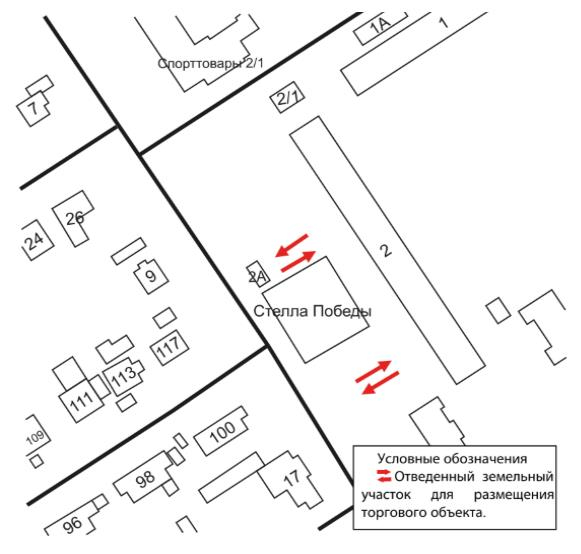 1А
1
Спорттовары 2/1
7
2/1
26
24
2
9
2А
Стелла Победы
117
113
111
109
100
98
17
96
Условные обозначения
Отведенный земельный
участок для размещения
торгового объекта.